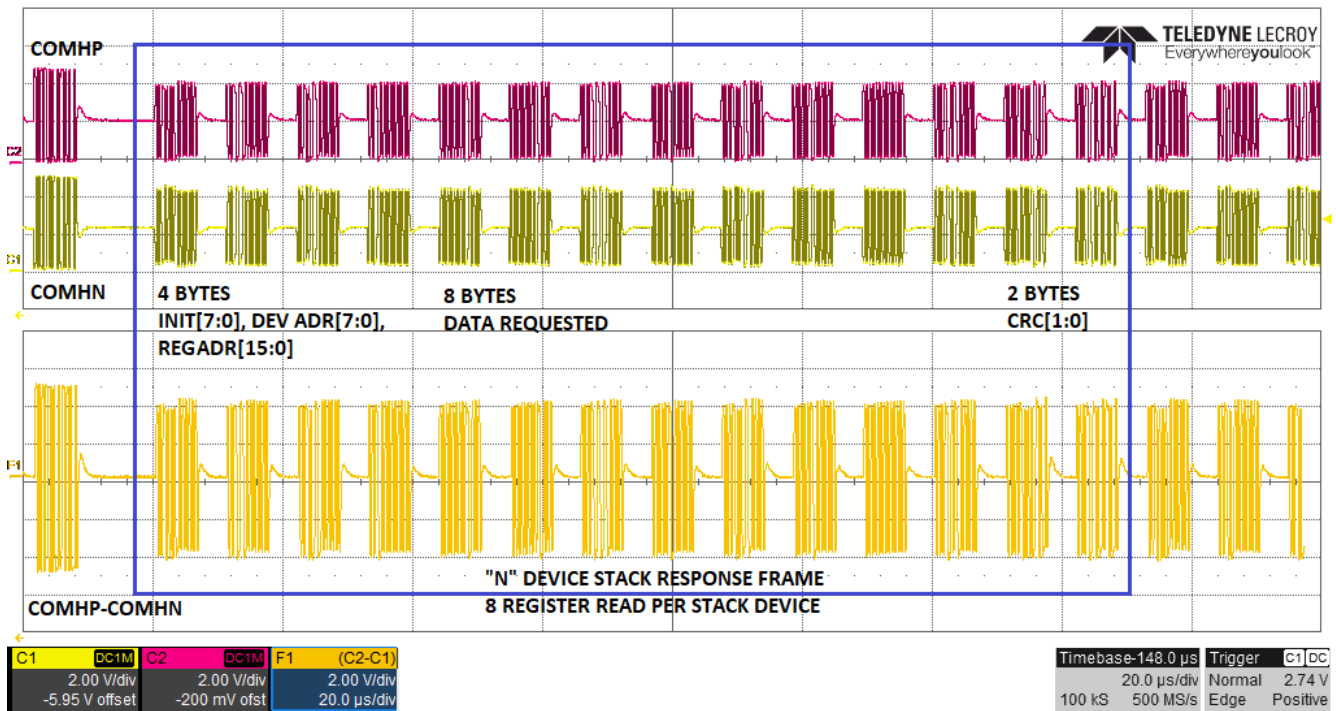 COMHP
TELEDYNE LECROY
Everywhereyoulook™
C2
C1
COMHN
4 BYTES
INIT[7:0], DEV ADR[7:0],
REGADR[15:0]
8 BYTES
DATA REQUESTED
2 BYTES
CRC[1:0]
F1
"N" DEVICE STACK RESPONSE FRAME
8 REGISTER READ PER STACK DEVICE
COMHP-COMHN
C1 DC1M
2.00 V/div
-5.95 V offset
C2 DC1M
2.00 V/div
-200 mV ofst
F1 (C2-C1)
2.00 V/div
20.0 µs/div
Timebase -148.0 µs
20.0 µs/div
100 kS 500 MS/s
Trigger C1 DC
Normal 2.74 V
Edge Positive